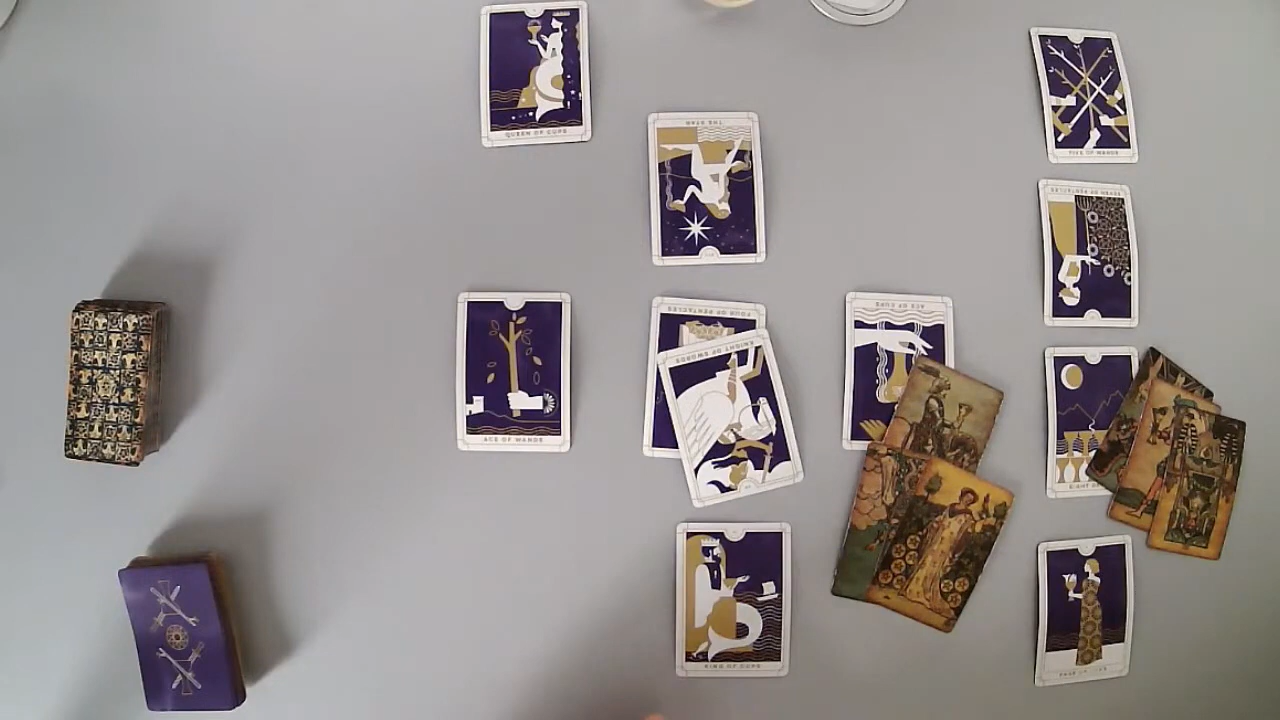 QUEEN OF CUPS
THE STAR
FIVE OF WANDS
SEVEN OF PENTACLES
ACE OF WANDS
FOUR OF PENTACLES
KNIGHT OF SWORDS
ACE OF CUPS
EIGHT O
KING OF CUPS
PAGE OF CUPS